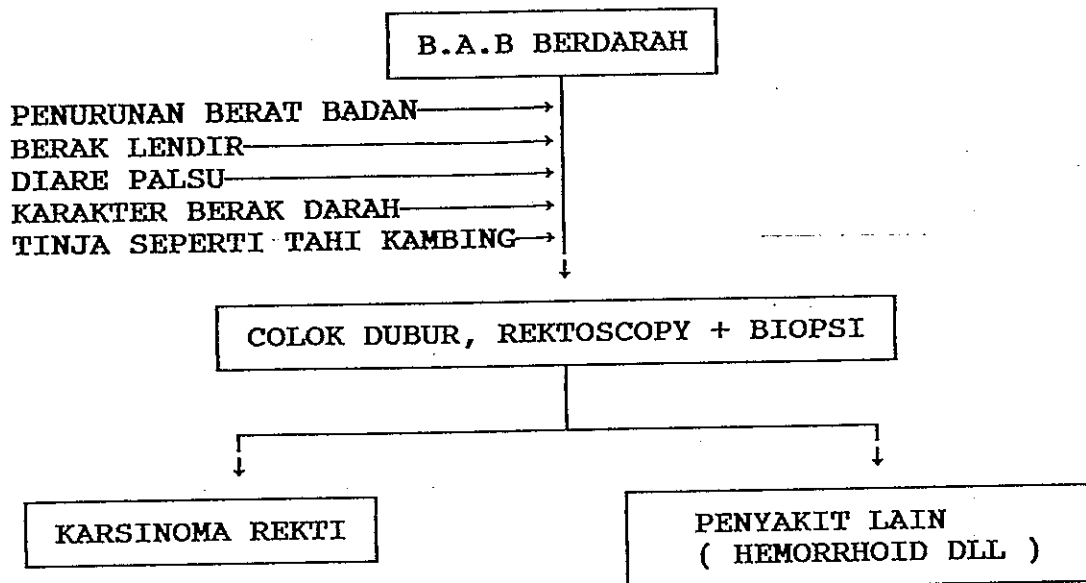 B.A.B BERDARAH
PENURUNAN BERAT BADAN
BERAK LENDIR
DIARE PALSU
KARAKTER BERAK DARAH
TINJA SEPERTI TAHI KAMBING
COLOK DUBUR, REKTOSCOPY + BIOPSI
KARSINOMA REKTI
PENYAKIT LAIN
( HEMORRHOID DLL )